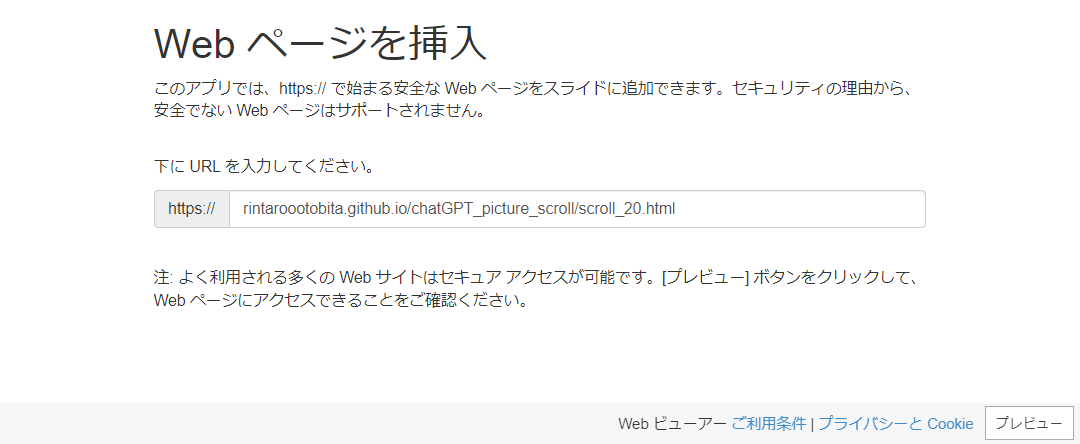 Web ページを挿入
このアプリでは、https:// で始まる安全な Web ページをスライドに追加できます。セキュリティの理由から、
安全でない Web ページはサポートされません。
下に URL を入力してください。
https:// rintaroootobita.github.io/chatGPT_picture_scroll/scroll_20.html
注: よく利用される多くの Web サイトはセキュア アクセスが可能です。[プレビュー] ボタンをクリックして、
Web ページにアクセスできることをご確認ください。
Web ビューアー ご利用条件 | プライバシーと Cookie プレビュー